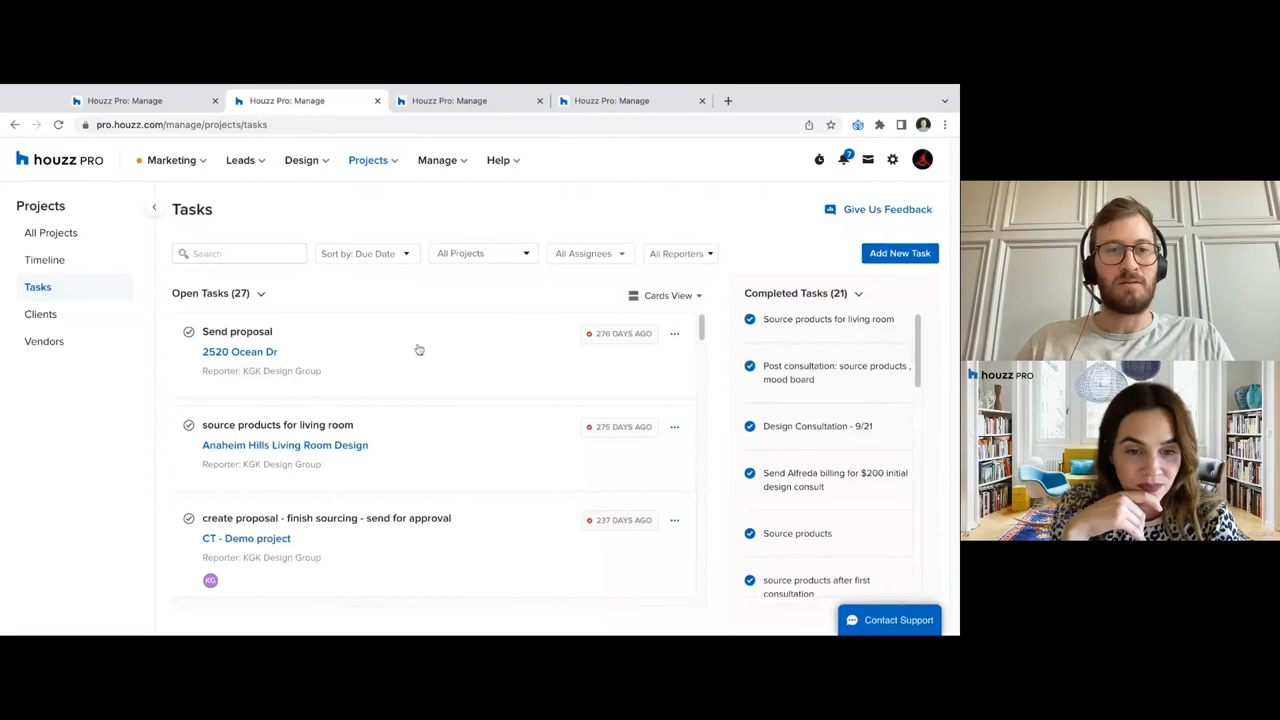 Houzz Pro: Manage
Houzz Pro: Manage
Houzz Pro: Manage
Houzz Pro: Manage
pro.houzz.com/manage/projects/tasks
houzz PRO
Marketing
Leads
Design
Projects
Manage
Help
7
Projects
All Projects
Timeline
Tasks
Clients
Vendors
Tasks
Give Us Feedback
Search
Sort by: Due Date
All Projects
All Assignees
All Reporters
Add New Task
Open Tasks (27)
Cards View
Send proposal
276 DAYS AGO
2520 Ocean Dr
Reporter: KGK Design Group
source products for living room
275 DAYS AGO
Anaheim Hills Living Room Design
Reporter: KGK Design Group
create proposal - finish sourcing - send for approval
237 DAYS AGO
CT - Demo project
Reporter: KGK Design Group
KG
Completed Tasks (21)
Source products for living room
Post consultation: source products ,
mood board
Design Consultation - 9/21
Send Alfreda billing for $200 initial
design consult
Source products
source products after first
consultation
Contact Support
houzz PRO